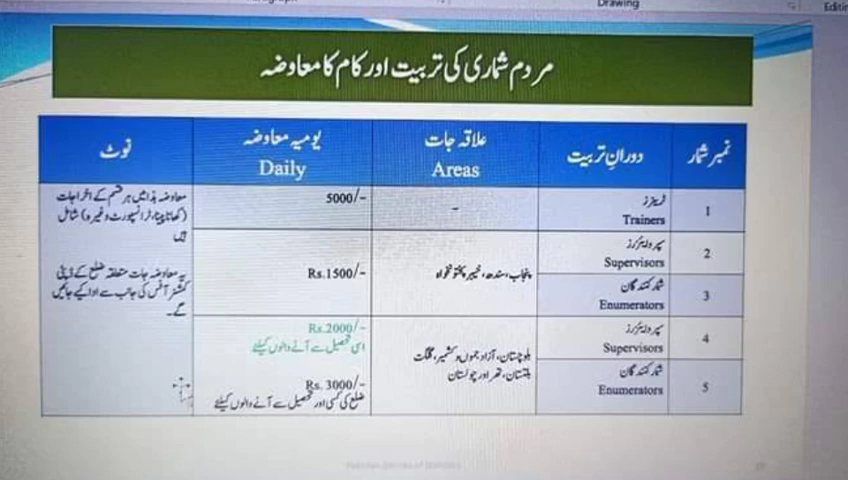 Drawing
مردم شماری کی تربیت اور کام کا معاوضہ
نمبر شمار
دورانِ تربیت
علاقہ جات
Areas
یومیہ معاوضہ
Daily
نوٹ
1
ٹرینرز
Trainers
-
5000/-
معاوضہ ہذا میں ہر قسم کے اخراجات
(کھانا پینا، ٹرانسپورٹ وغیرہ) شامل
ہیں
2
سپروائیزرز
Supervisors
پنجاب، سندھ، خیبر پختونخواہ
Rs.1500/-
یہ معاوضہ جات متعلقہ ضلع کے ڈپٹی
کمشنر آفس کی جانب سے ادا کیے جائیں
گے۔
3
شمار کنندگان
Enumerators
4
سپروائیزرز
Supervisors
بلوچستان، آزاد جموں و کشمیر، گلگت
بلتستان، تھر اور چولستان
Rs.2000/-
اسی تحصیل سے آنے والوں کیلئے
5
شمار کنندگان
Enumerators
Rs. 3000/-
ضلع کی کسی اور تحصیل سے آنے والوں کیلئے